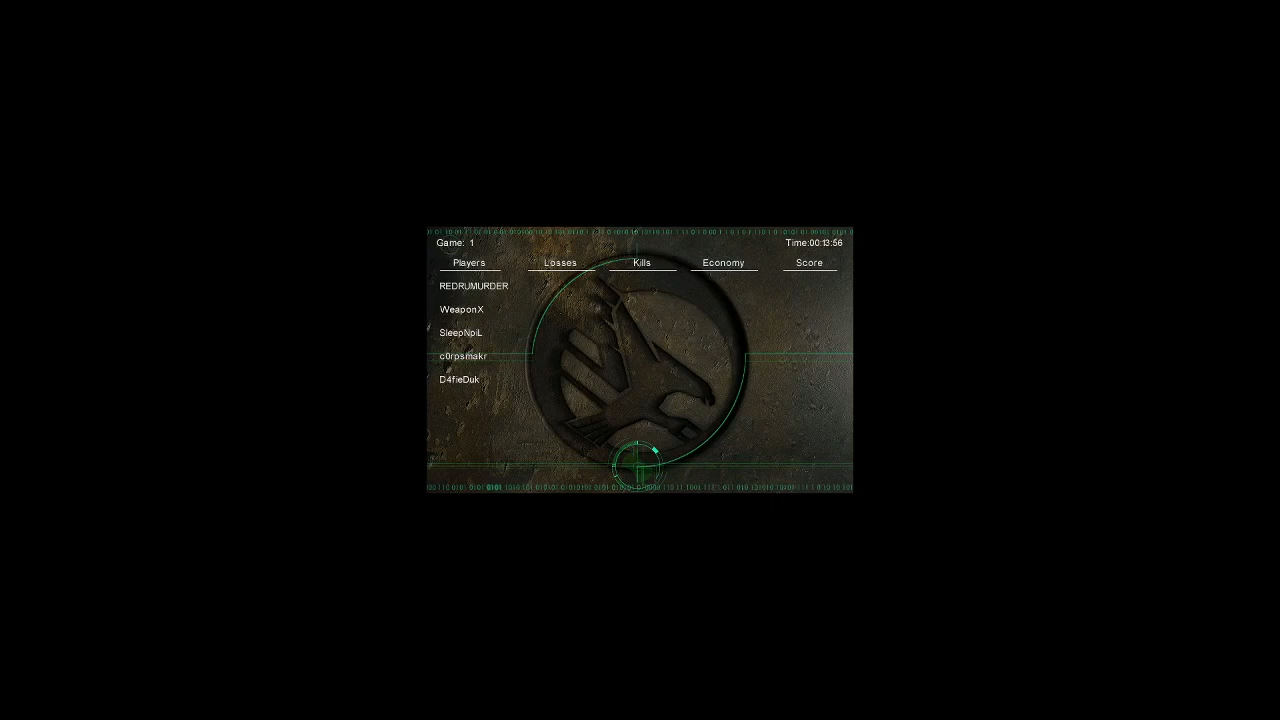 Game: 1 Time:00:13:56
Players Losses Kills Economy Score
REDRUMURDER
WeaponX
SleepNpiL
c0rpsmakr
D4fieDuk